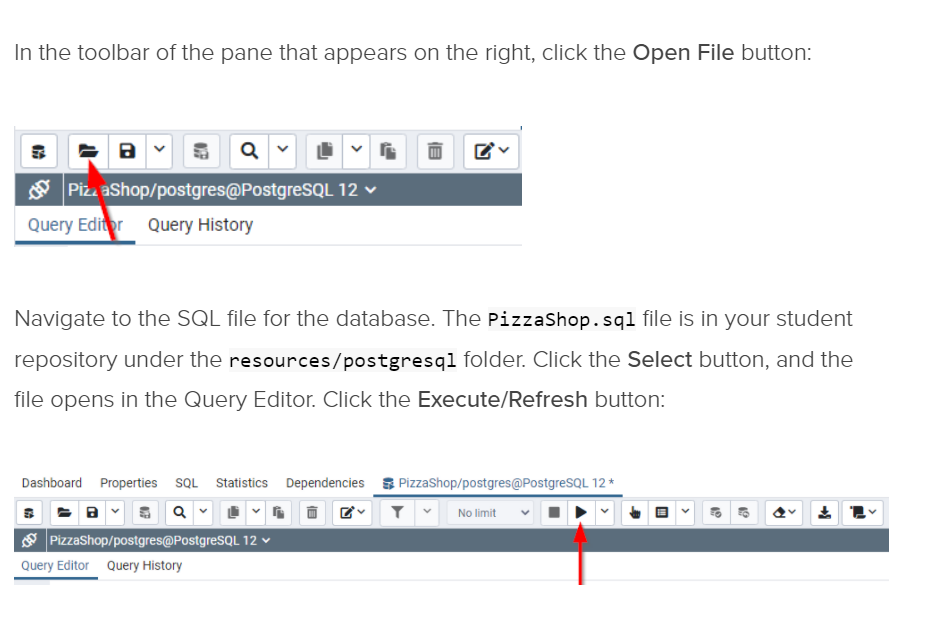 In the toolbar of the pane that appears on the right, click the Open File button:
PizzaShop/postgres@PostgreSQL 12
Query Editor Query History
Navigate to the SQL file for the database. The PizzaShop.sql file is in your student
repository under the resources/postgresql folder. Click the Select button, and the
file opens in the Query Editor. Click the Execute/Refresh button:
Dashboard Properties SQL Statistics Dependencies PizzaShop/postgres@PostgreSQL 12 *
No limit
PizzaShop/postgres@PostgreSQL 12
Query Editor Query History